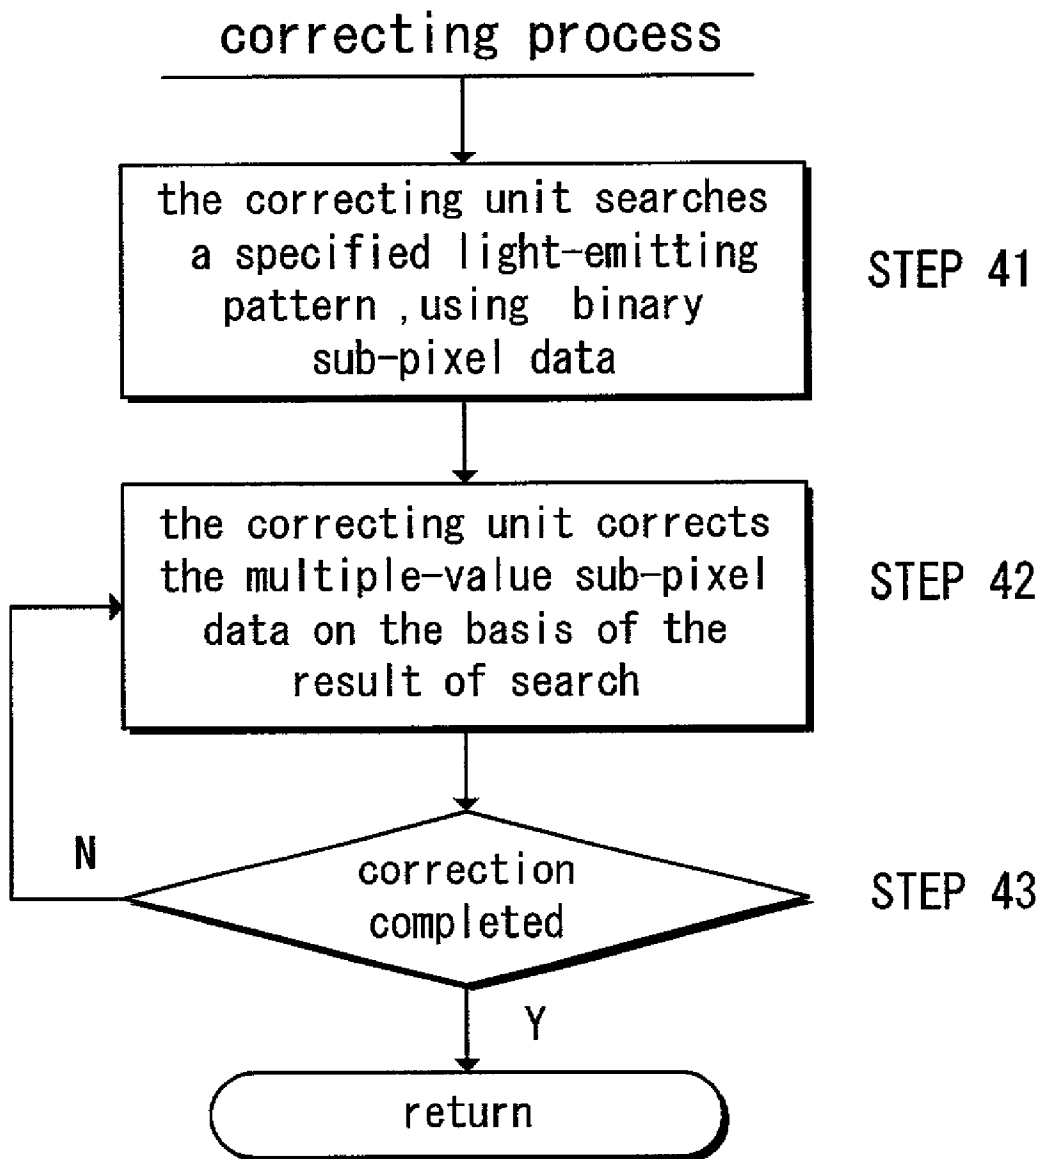 correcting process
the correcting unit searches
a specified light-emitting
pattern ,using binary
sub-pixel data
STEP 41
the correcting unit corrects
the multiple-value sub-pixel
data on the basis of the
result of search
STEP 42
N
correction
completed
STEP 43
Y
return